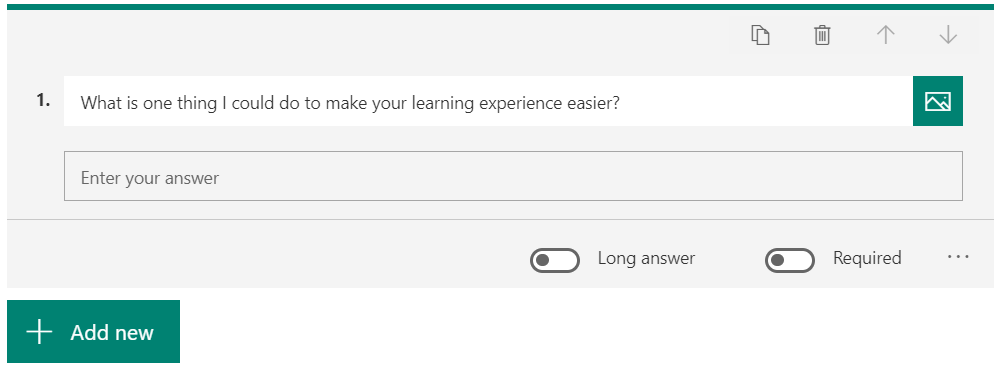 1. What is one thing I could do to make your learning experience easier?
Enter your answer
Long answer Required ...
Add new